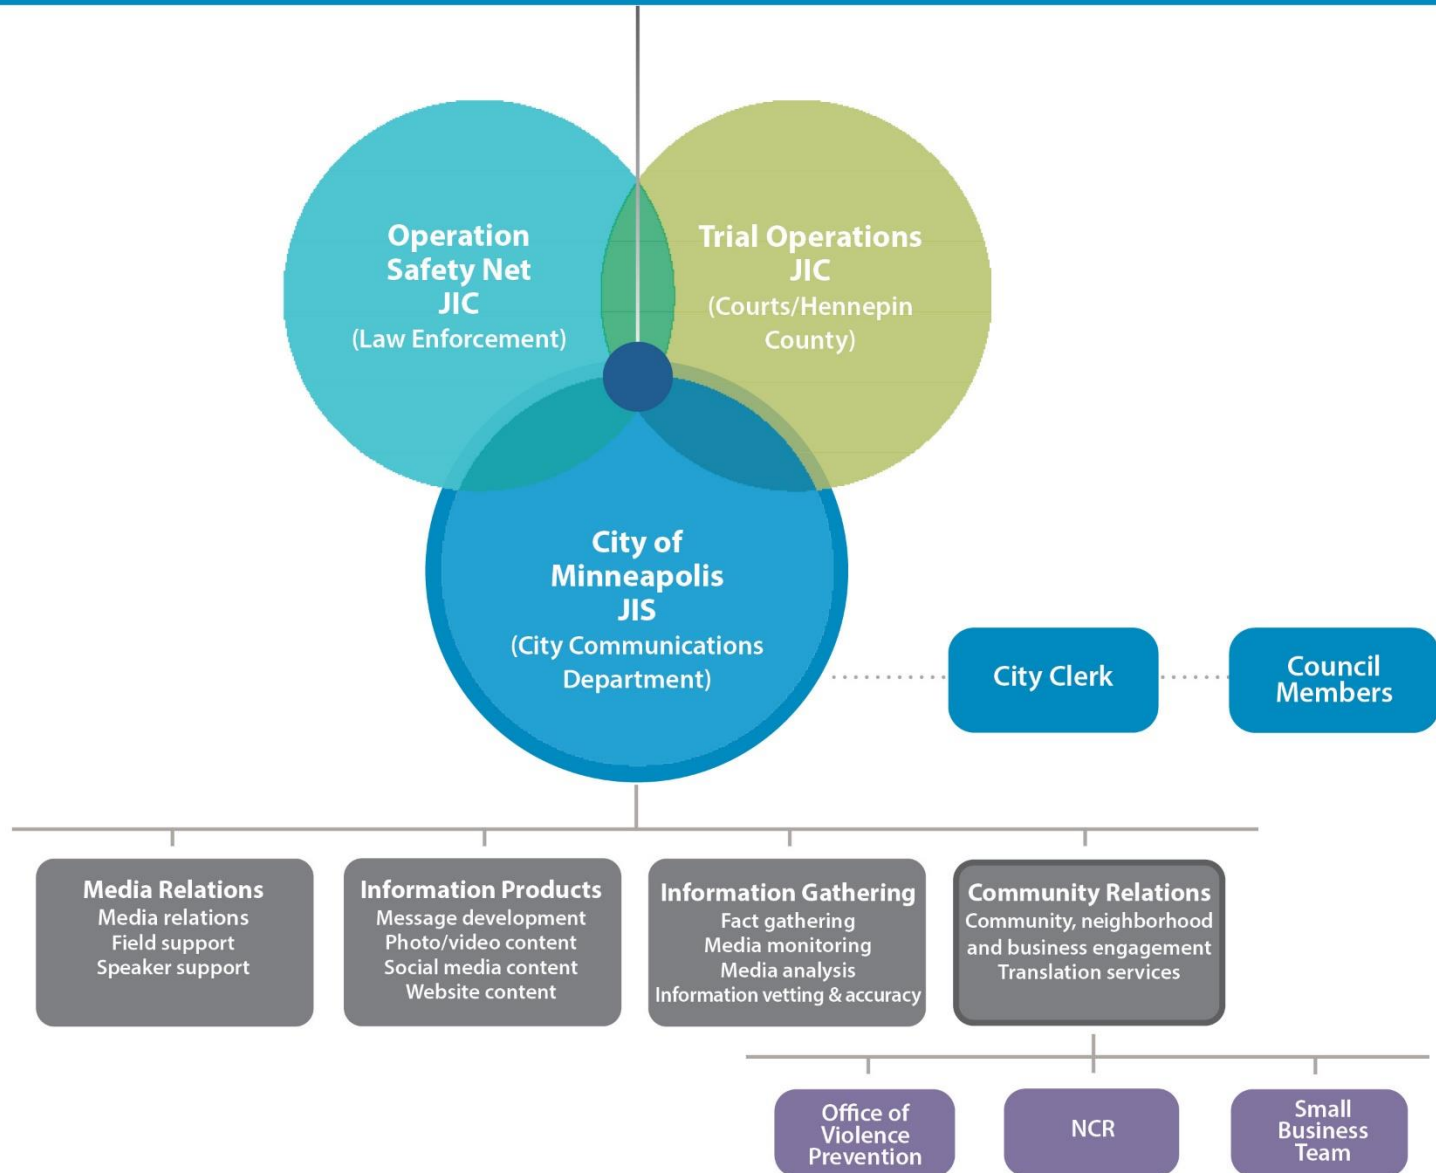 Operation
Safety Net
JIC
(Law Enforcement)
Trial Operations
JIC
(Courts/Hennepin
County)
City of
Minneapolis
JIS
(City Communications
Department)
City Clerk
Council
Members
Media Relations
Media relations
Field support
Speaker support
Information Products
Message development
Photo/video content
Social media content
Website content
Information Gathering
Fact gathering
Media monitoring
Media analysis
Information vetting & accuracy
Community Relations
Community, neighborhood
and business engagement
Translation services
Office of
Violence
Prevention
NCR
Small
Business
Team